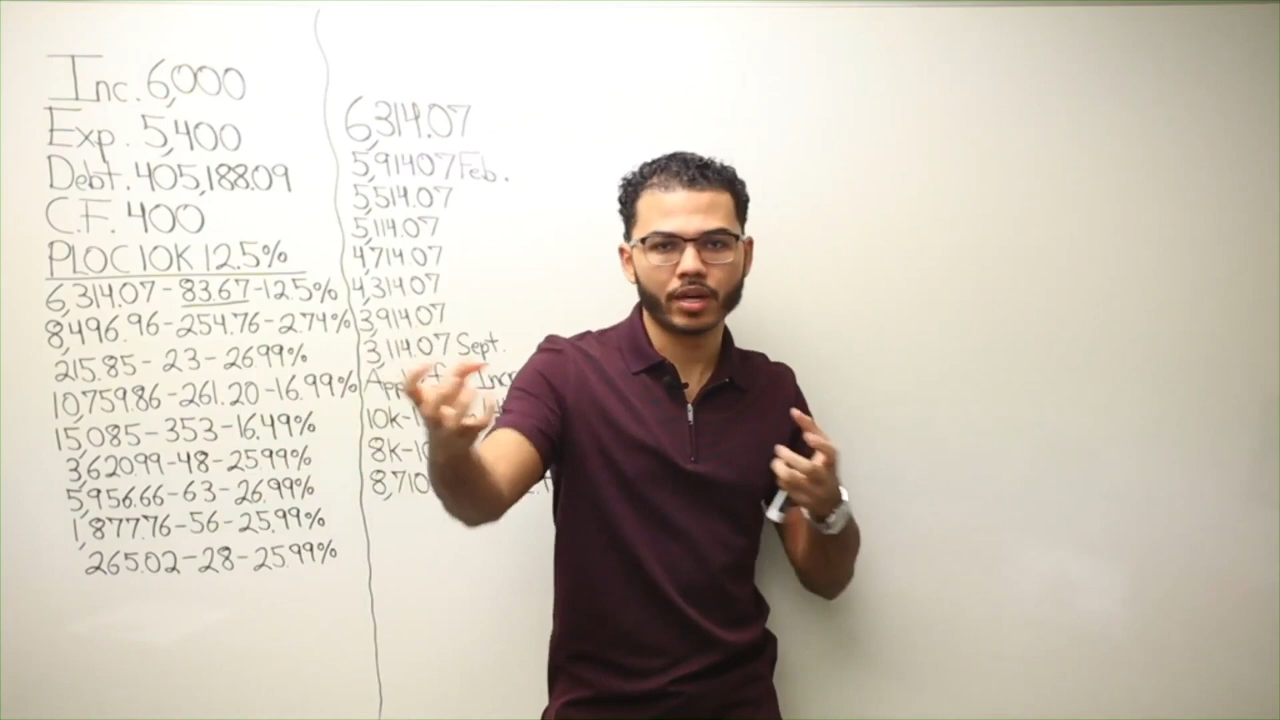 Inc. 6,000
Exp. 5,400
Debt. 405,188.09
C.F. 400
PLOC 10K 12.5%
6,314.07-83.67-12.5%
8,496.96-254.76-2.74%
215.85-23-26.99%
10,759.86-261.20-16.99%
15,085-353-16.49%
3,620.99-48-25.99%
5,956.66-63-26.99%
1,877.76-56-25.99%
265.02-28-25.99%
6,314.07
5,914.07 Feb.
5,514.07
5,114.07
4,714.07
4,314.07
3,914.07
3,114.07 Sept.
10k-
8k-
8,710